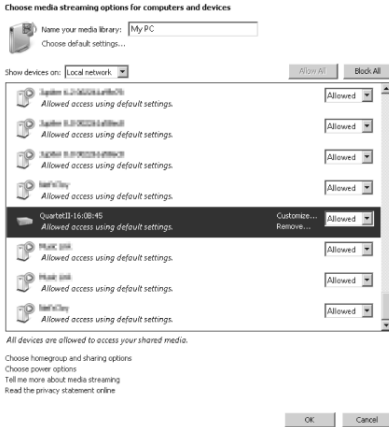 Choose media streaming options for computers and devices
Name your media library: My PC
Choose default settings...
Show devices on: Local network Allow All Block All
Allowed
Allowed access using default settings.
Allowed
Allowed access using default settings.
Allowed
Allowed access using default settings.
Allowed
Allowed access using default settings.
QuartetII-16:08:45 Customize... Allowed
Allowed access using default settings. Remove...
Allowed
Allowed access using default settings.
Allowed
Allowed access using default settings.
Allowed
Allowed access using default settings.
All devices are allowed to access your shared media.
Choose homegroup and sharing options
Choose power options
Tell me more about media streaming
Read the privacy statement online
OK Cancel